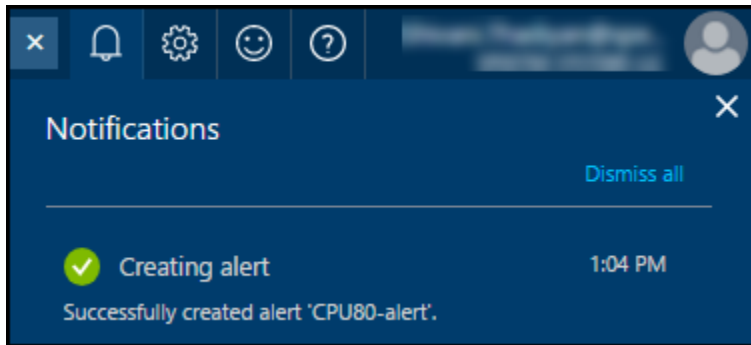 Notifications
Dismiss all
Creating alert 1:04 PM
Successfully created alert 'CPU80-alert'.